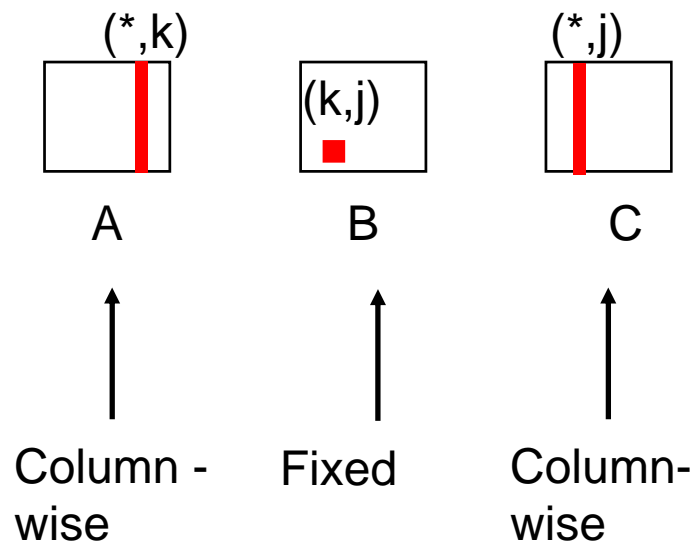 (*,k)
(k,j)
(*,j)
A
B
C
Column -
wise
Fixed
Column-
wise